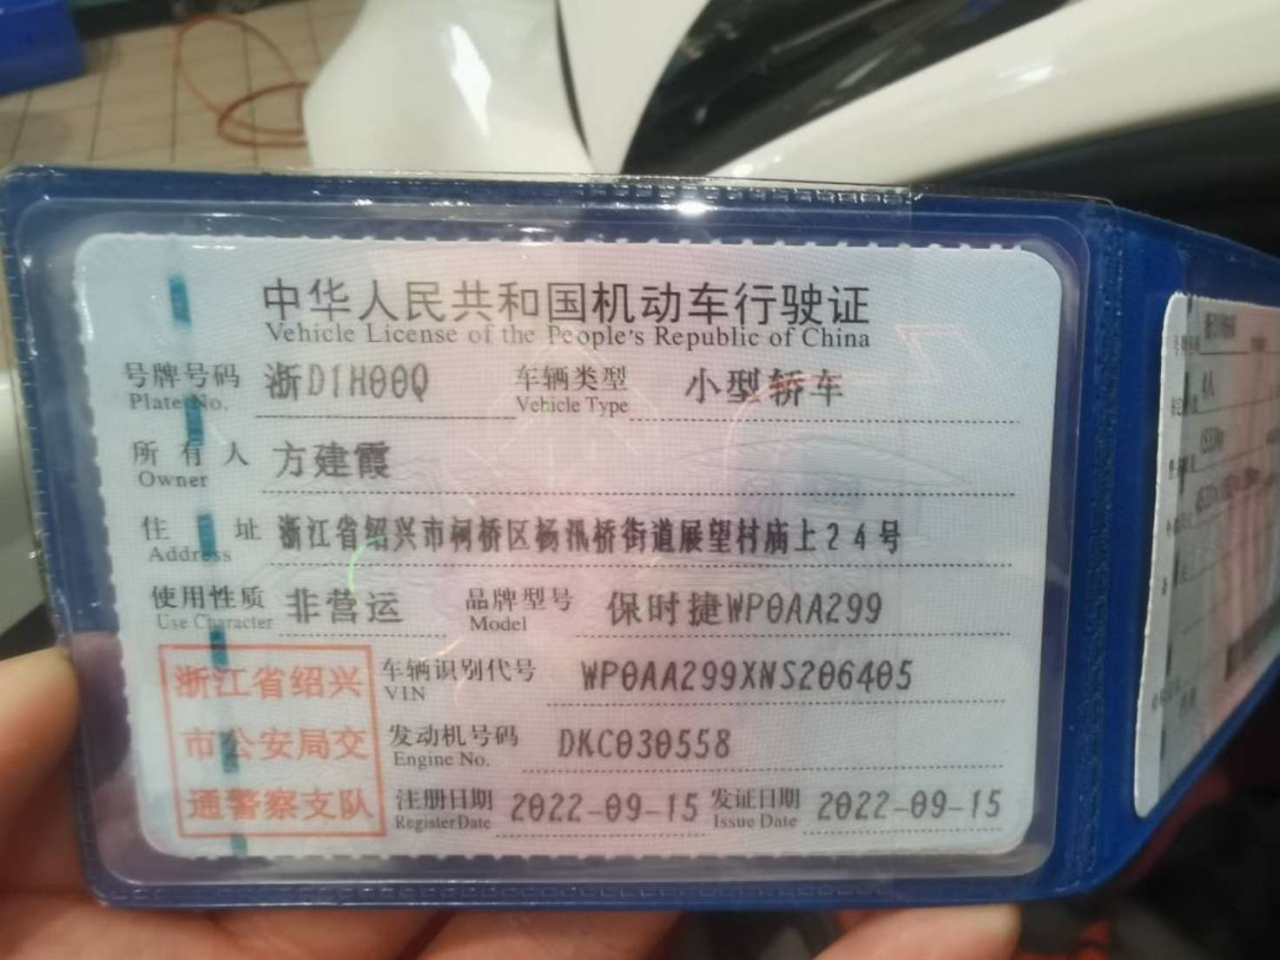 中华人民共和国机动车行驶证
Vehicle License of the People's Republic of China
号牌号码 浙D1H00Q 车辆类型 小型轿车
Plate No. Vehicle Type
所有人 方建霞
Owner
住址 浙江省绍兴市柯桥区杨汛桥街道展望村庙上24号
Address
使用性质 非营运 品牌型号 保时捷WP0AA299
Use Character Model
浙江省绍兴
市公安局交
通警察支队
车辆识别代号 WP0AA299XNS206405
VIN
发动机号码 DKC030558
Engine No.
注册日期 2022-09-15 发证日期 2022-09-15
Register Date Issue Date